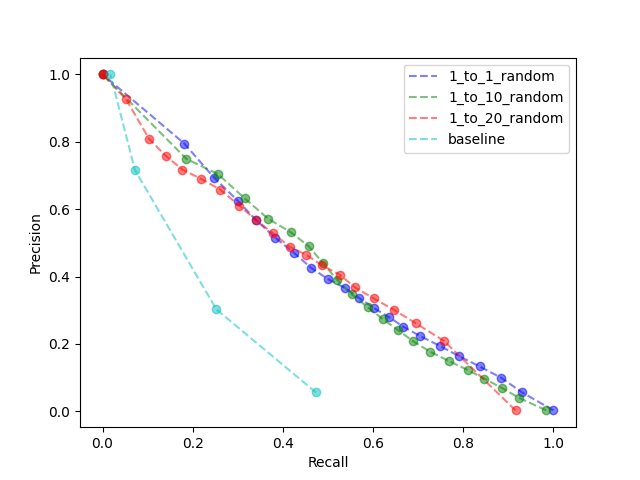 1_to_1_random
1_to_10_random
1_to_20_random
baseline
Precision
1.0
0.8
0.6
0.4
0.2
0.0
0.0 0.2 0.4 0.6 0.8 1.0
Recall